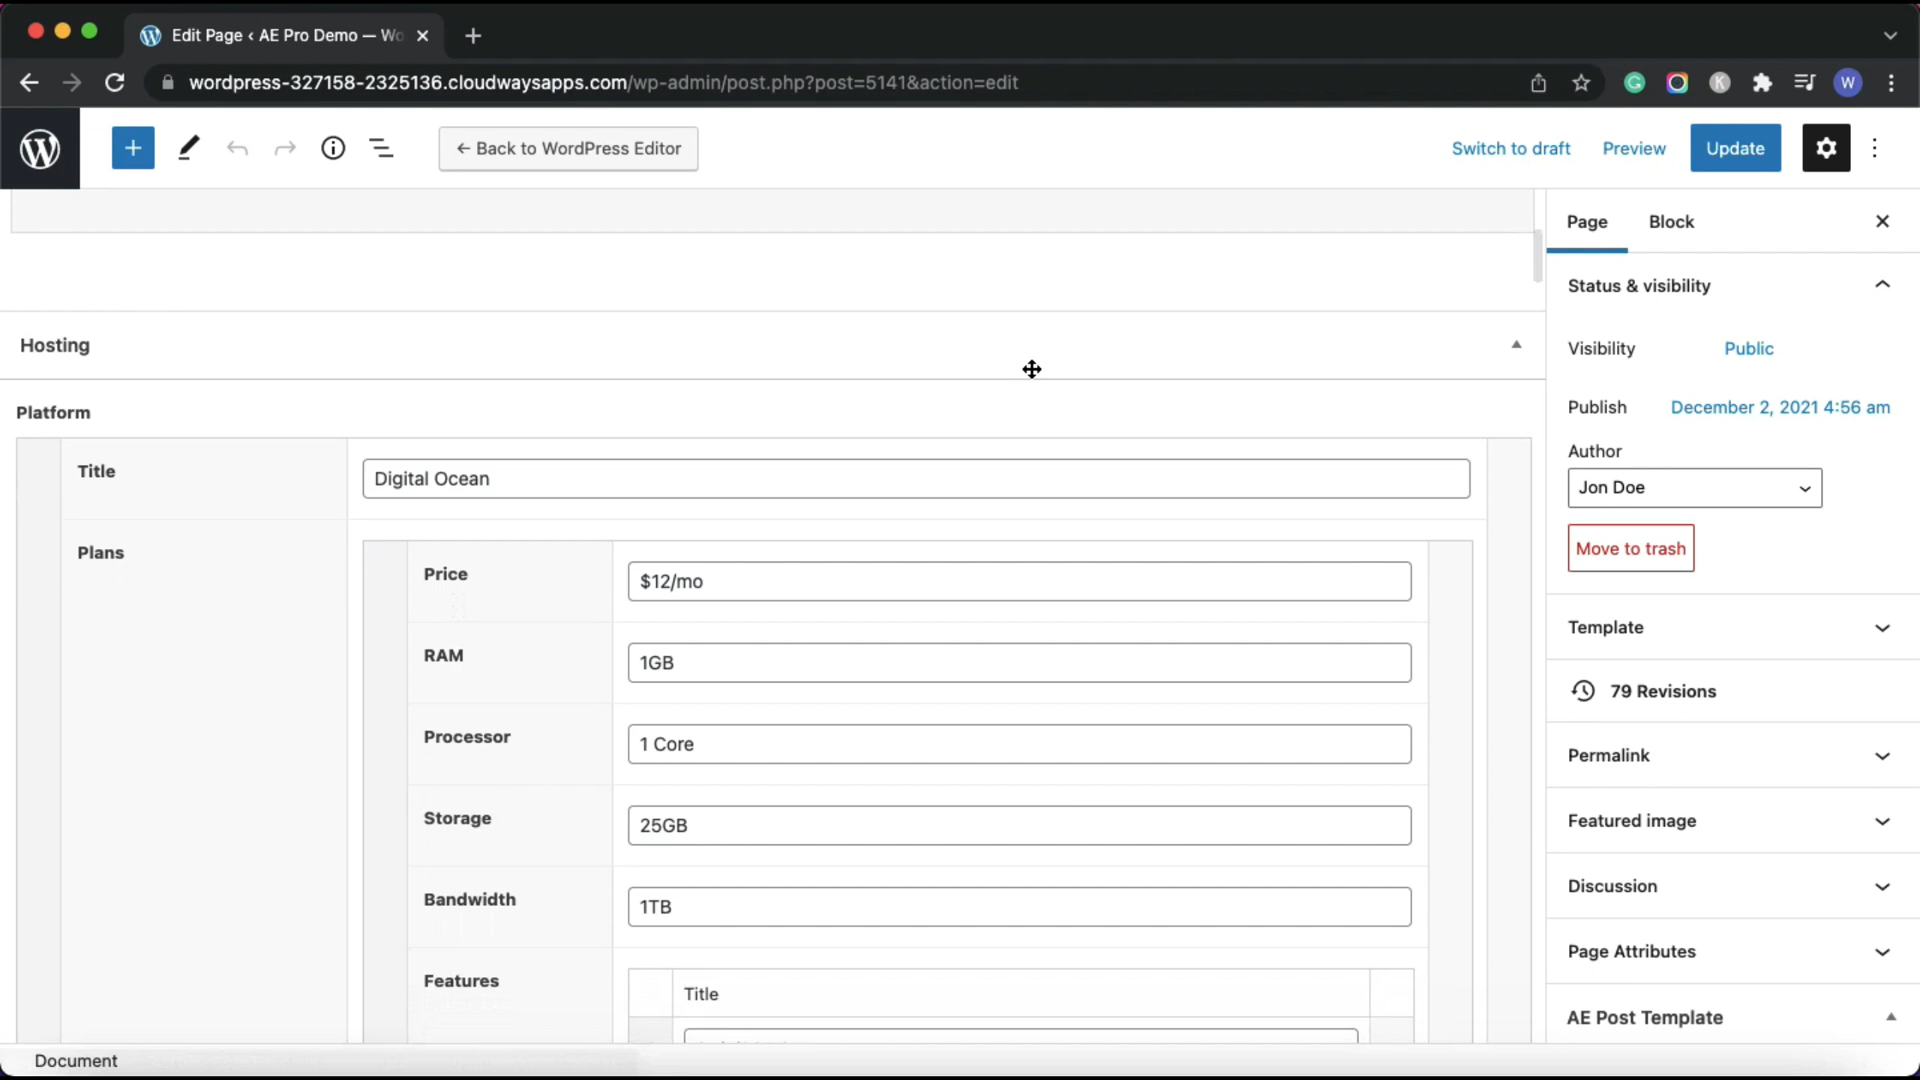 Edit Page ‹ AE Pro Demo — Wo
wordpress-327158-2325136.cloudwaysapps.com/wp-admin/post.php?post=5141&action=edit
G
K
W
← Back to WordPress Editor
Switch to draft
Preview
Update
Page
Block
Status & visibility
Visibility
Public
Publish
December 2, 2021 4:56 am
Author
Jon Doe
Move to trash
Template
79 Revisions
Permalink
Featured image
Discussion
Page Attributes
AE Post Template
Hosting
Platform
Title
Digital Ocean
Plans
Price
$12/mo
RAM
1GB
Processor
1 Core
Storage
25GB
Bandwidth
1TB
Features
Title
Document